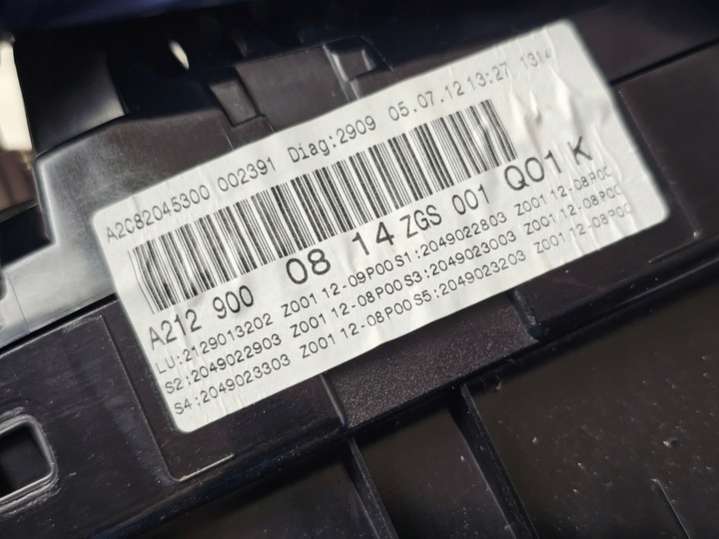 A2C82045300 002391 Diag:2909 05.07.12 13:27
A212 900 08 14 ZGS 001 Q01 K
LU:2129013202 Z001 12-09P00 S1:2049022803 Z001 12-08P00
S2:2049022903 Z001 12-08P00 S3:2049023003 Z001 12-08P00
S4:2049023303 Z001 12-08P00 S5:2049023203 Z001 12-08P00